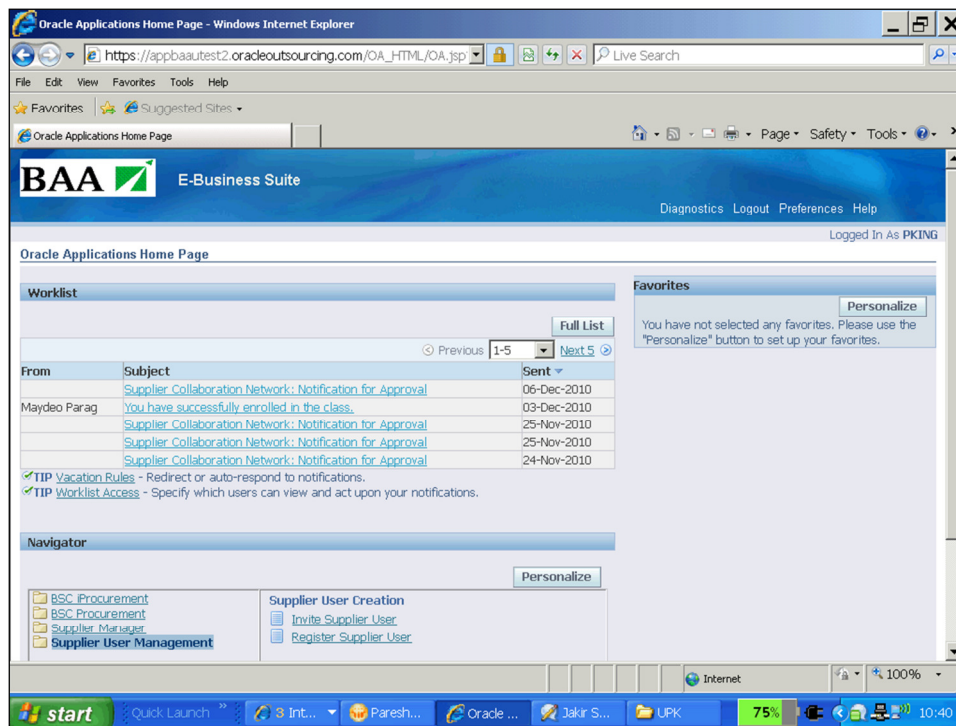 Oracle Applications Home Page - Windows Internet Explorer
https://appbaautest2.oracleoutsourcing.com/OA_HTML/OA.jsp?
Live Search
File Edit View Favorites Tools Help
Favorites Suggested Sites
Oracle Applications Home Page
Page Safety Tools
BAA E-Business Suite
Diagnostics Logout Preferences Help
Logged In As PKING
Oracle Applications Home Page
Worklist
Full List
Previous 1-5 Next 5
From Subject Sent
Supplier Collaboration Network: Notification for Approval 06-Dec-2010
Maydeo Parag You have successfully enrolled in the class. 03-Dec-2010
Supplier Collaboration Network: Notification for Approval 25-Nov-2010
Supplier Collaboration Network: Notification for Approval 25-Nov-2010
Supplier Collaboration Network: Notification for Approval 24-Nov-2010
TIP Vacation Rules - Redirect or auto-respond to notifications.
TIP Worklist Access - Specify which users can view and act upon your notifications.
Favorites
Personalize
You have not selected any favorites. Please use the
"Personalize" button to set up your favorites.
Navigator
Personalize
BSC iProcurement
BSC Procurement
Supplier Manager
Supplier User Management
Supplier User Creation
Invite Supplier User
Register Supplier User
Internet 100%
start Quick Launch » 3 Int... Paresh... Oracle ... Jakir S... UPK 75% 10:40